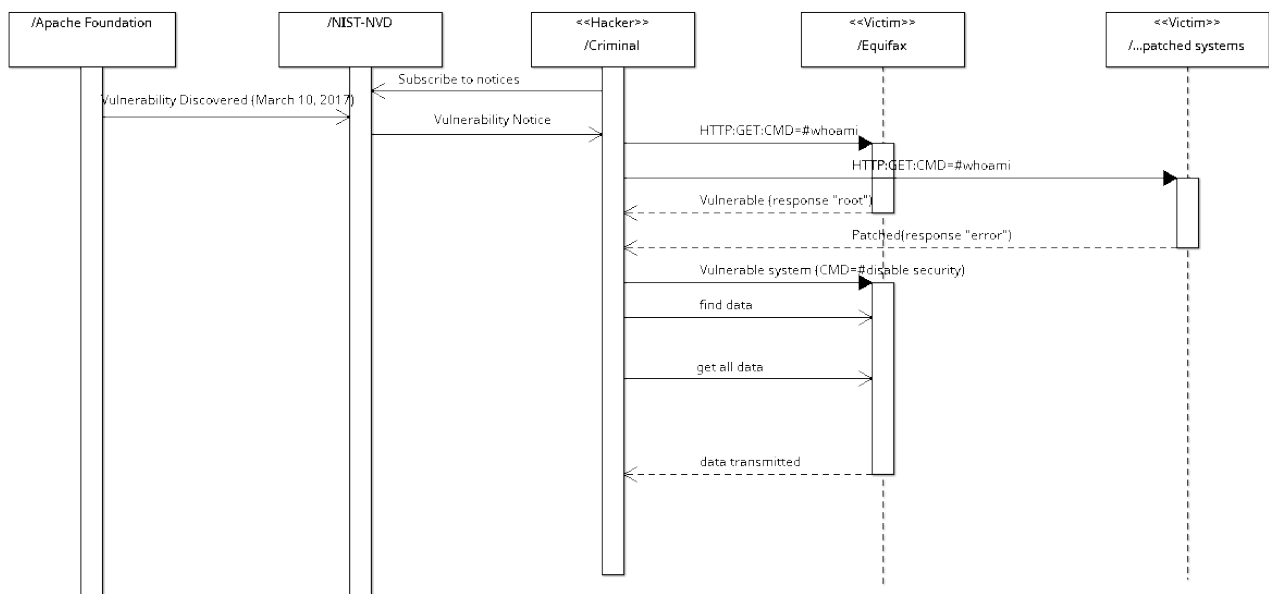 /Apache Foundation
/NIST-NVD
<<Hacker>>
/Criminal
<<Victim>>
/Equifax
<<Victim>>
/...patched systems
Subscribe to notices
Vulnerability Discovered (March 10, 2017)
Vulnerability Notice
HTTP:GET:CMD=#whoami
HTTP:GET:CMD=#whoami
Vulnerable (response "root")
Patched(response "error")
Vulnerable system (CMD=#disable security)
find data
get all data
data transmitted